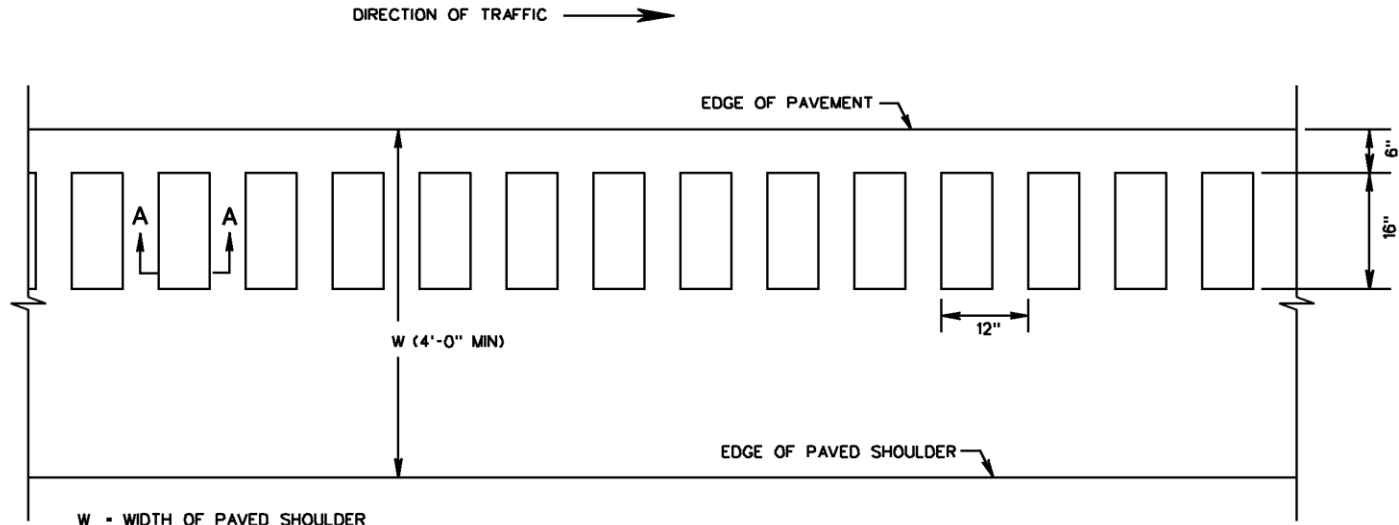 DIRECTION OF TRAFFIC
EDGE OF PAVEMENT
6"
A A
16"
12"
W (4'-0" MIN)
EDGE OF PAVED SHOULDER
W - WIDTH OF PAVED SHOULDER